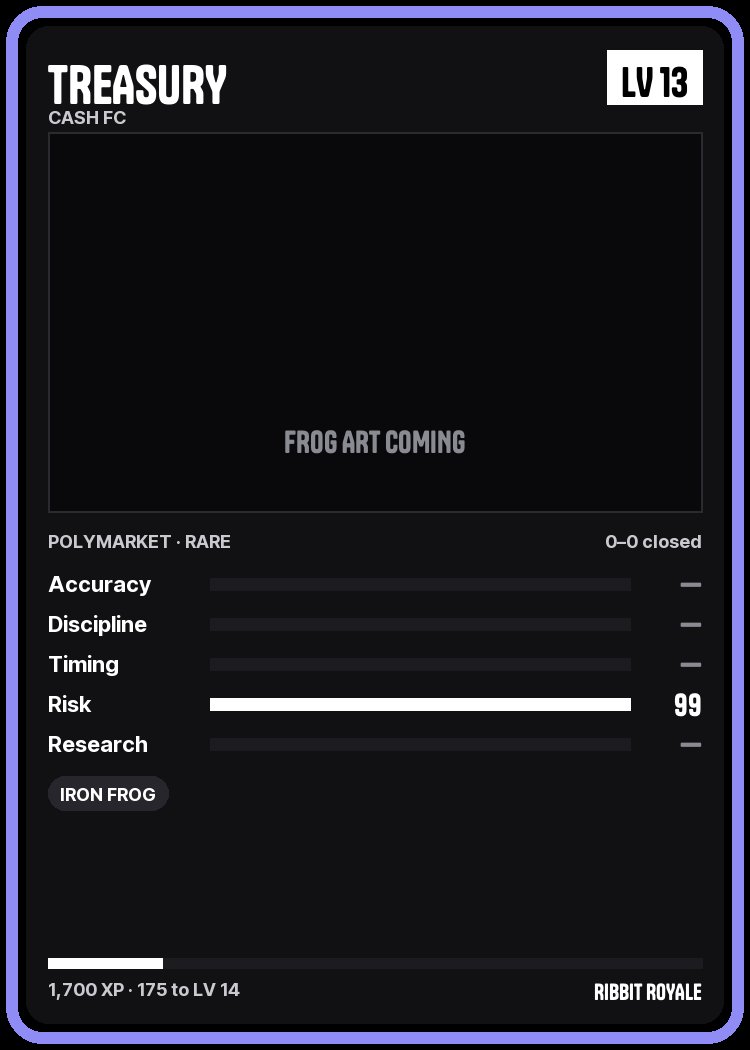 TREASURY
LV 13
CASH FC
FROG ART COMING
POLYMARKET · RARE
0–0 closed
Accuracy —
Discipline —
Timing —
Risk 99
Research —
IRON FROG
1,700 XP · 175 to LV 14
RIBBIT ROYALE